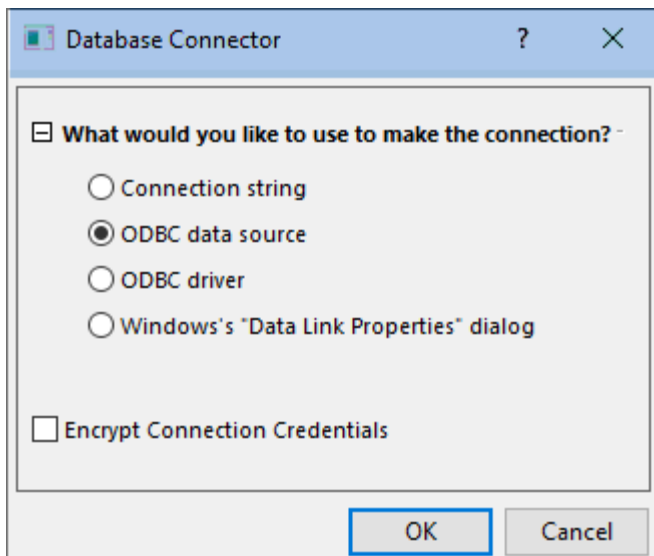 Database Connector ?
What would you like to use to make the connection?
Connection string
ODBC data source
ODBC driver
Windows's "Data Link Properties" dialog
Encrypt Connection Credentials
OK Cancel